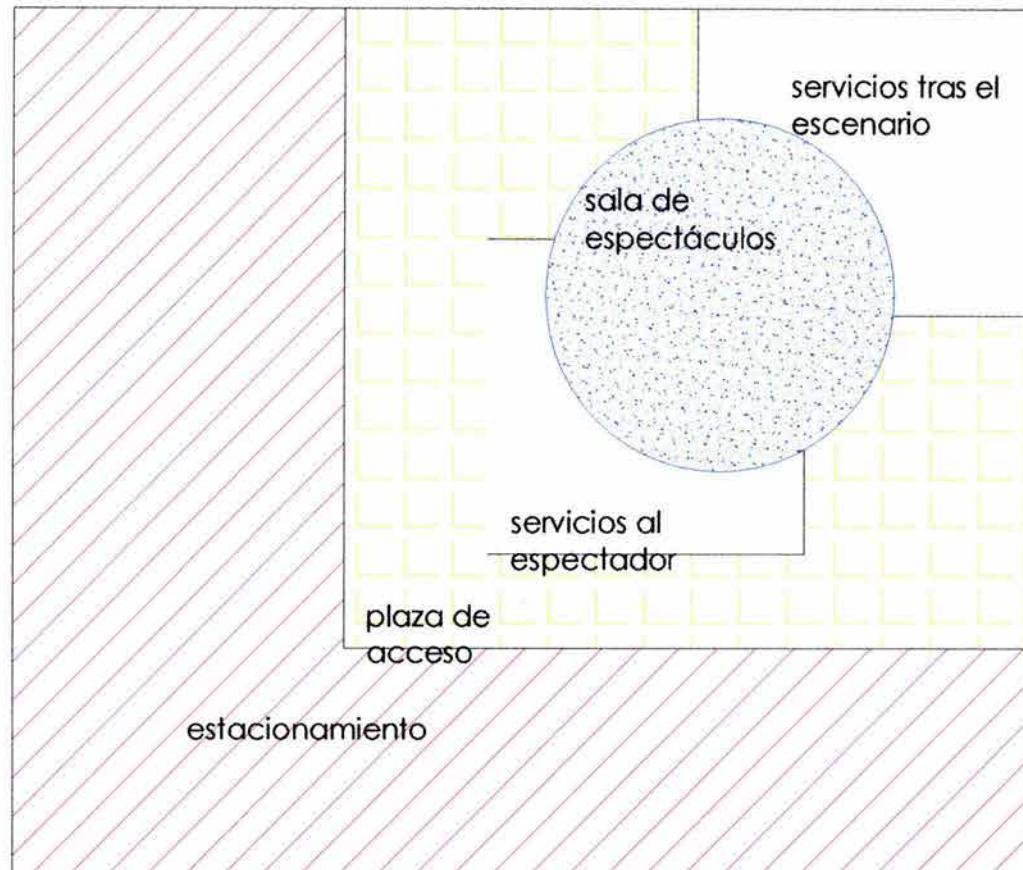 servicios tras el
escenario
sala de
espectáculos
servicios al
espectador
plaza de
acceso
estacionamiento